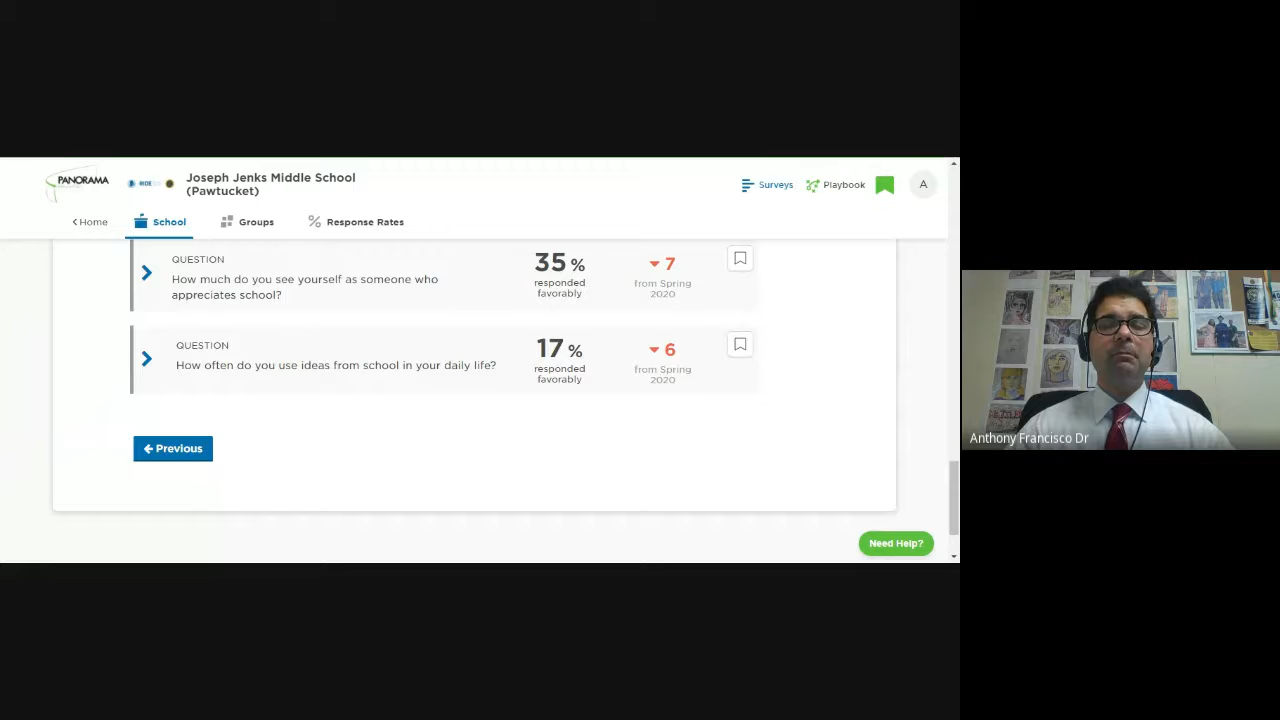 PANORAMA
RIDE
Joseph Jenks Middle School
(Pawtucket)
Surveys
Playbook
A
Home
School
Groups
Response Rates
QUESTION
How much do you see yourself as someone who
appreciates school?
35 %
responded
favorably
7
from Spring
2020
QUESTION
How often do you use ideas from school in your daily life?
17 %
responded
favorably
6
from Spring
2020
Previous
Need Help?
Anthony Francisco Dr